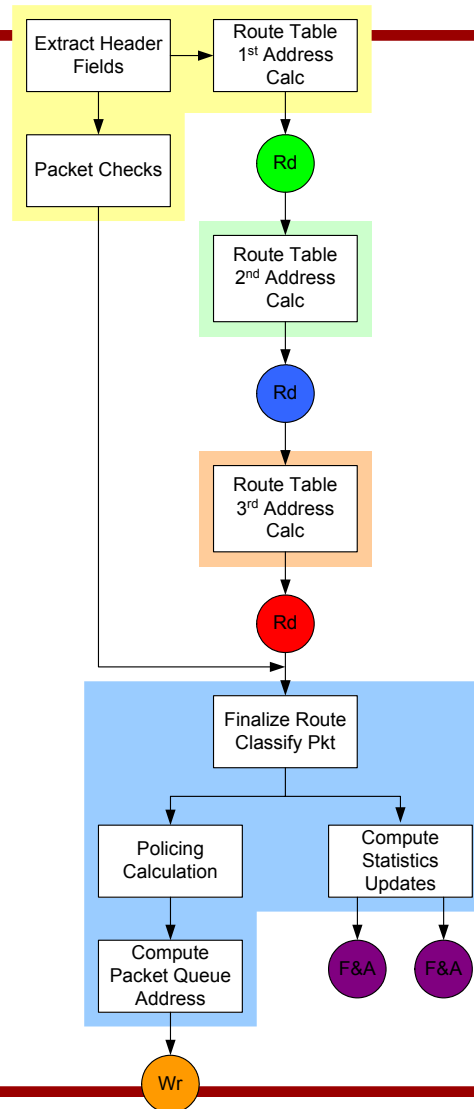 Extract Header
Fields
Route Table
1st Address
Calc
Packet Checks
Rd
Route Table
2nd Address
Calc
Rd
Route Table
3rd Address
Calc
Rd
Finalize Route
Classify Pkt
Policing
Calculation
Compute
Statistics
Updates
Compute
Packet Queue
Address
F&A
F&A
Wr